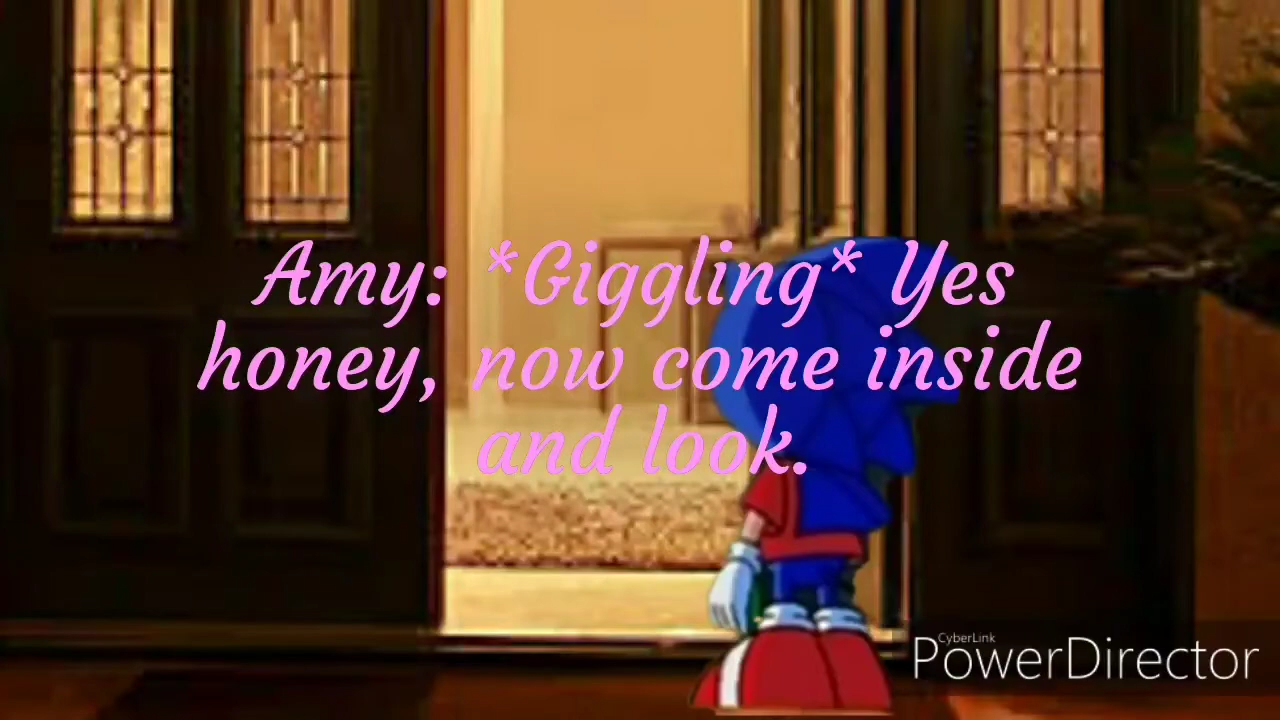 Amy: *Giggling* Yes
honey, now come inside
and look.
CyberLink
PowerDirector